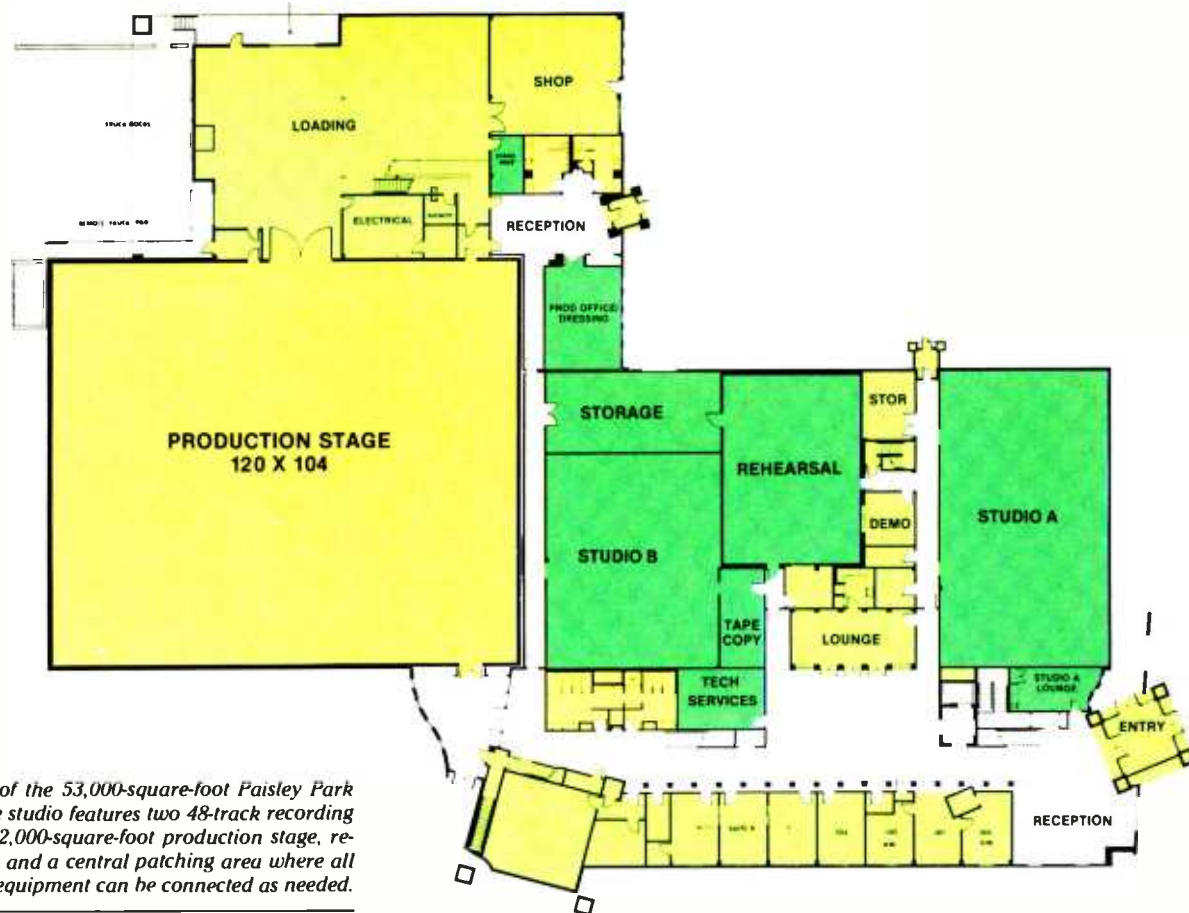 SHOP
LOADING
TRUCK DOCKS
ELECTRICAL
RECEPTION
PROD OFFICE/
DRESSING
STORAGE
STOR
PRODUCTION STAGE
120 X 104
REHEARSAL
STUDIO A
DEMO
STUDIO B
TAPE
COPY
LOUNGE
TECH
SERVICES
STUDIO A
LOUNGE
ENTRY
RECEPTION
of the 53,000-square-foot Paisley Park
e studio features two 48-track recording
2,000-square-foot production stage, re-
and a central patching area where all
equipment can be connected as needed.